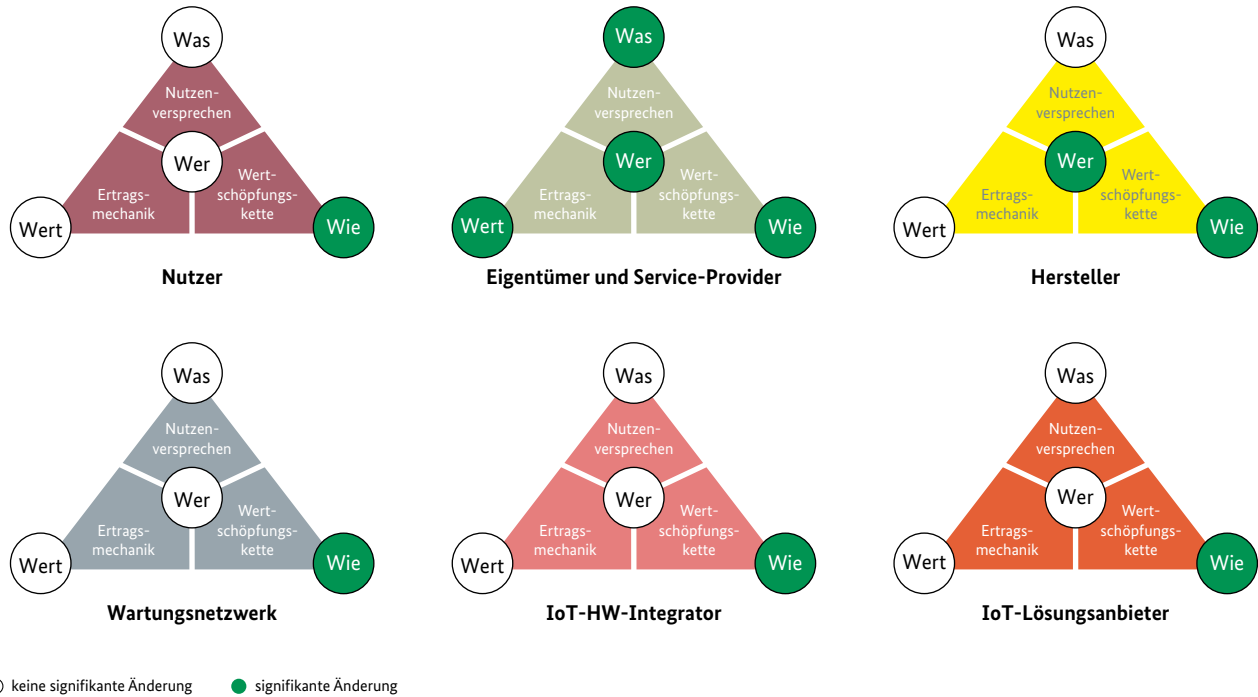 Was
Nutzen-
versprechen
Wer
Ertrags-
mechanik
Wert-
schöpfungs-
kette
Wert
Wie
Nutzer
Was
Nutzen-
versprechen
Wer
Ertrags-
mechanik
Wert-
schöpfungs-
kette
Wert
Wie
Eigentümer und Service-Provider
Was
Nutzen-
versprechen
Wer
Ertrags-
mechanik
Wert-
schöpfungs-
kette
Wert
Wie
Hersteller
Was
Nutzen-
versprechen
Wer
Ertrags-
mechanik
Wert-
schöpfungs-
kette
Wert
Wie
Wartungsnetzwerk
Was
Nutzen-
versprechen
Wer
Ertrags-
mechanik
Wert-
schöpfungs-
kette
Wert
Wie
IoT-HW-Integrator
Was
Nutzen-
versprechen
Wer
Ertrags-
mechanik
Wert-
schöpfungs-
kette
Wert
Wie
IoT-Lösungsanbieter
keine signifikante Änderung
signifikante Änderung